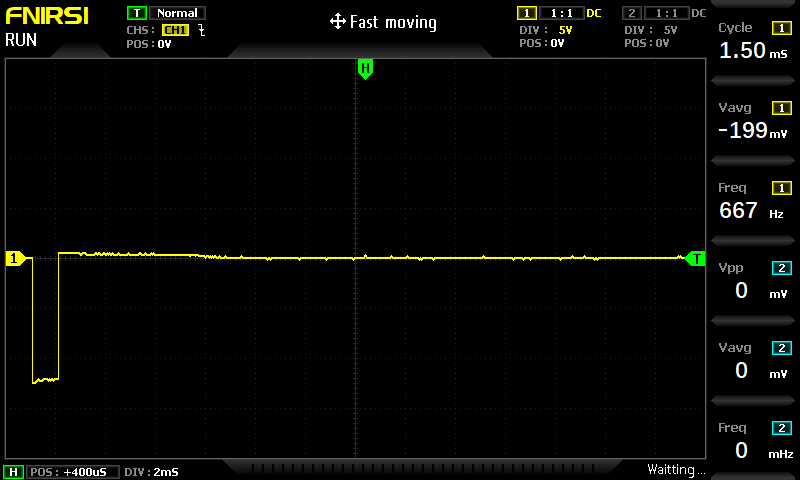 FNIRSI
RUN
T Normal
CHS: CH1
POS:0V
Fast moving
1 1:1 DC
DIV: 5V
POS:0V
2 1:1 DC
DIV: 5V
POS:0V
H
1
T
Cycle 1
1.50 mS
Vavg 1
-199 mV
Freq 1
667 Hz
Vpp 2
0 mV
Vavg 2
0 mV
Freq 2
0 mHz
H POS: +400uS DIV:2mS
Waitting...